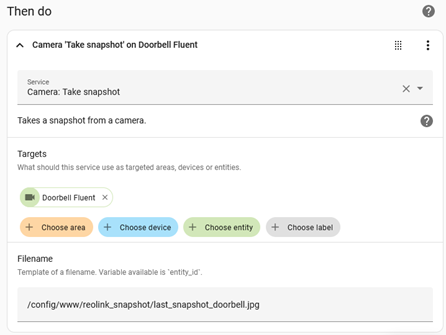 Then do
Camera 'Take snapshot' on Doorbell Fluent
Service
Camera: Take snapshot
Takes a snapshot from a camera.
Targets
What should this service use as targeted areas, devices or entities.
Doorbell Fluent
Choose area
Choose device
Choose entity
Choose label
Filename
Template of a filename. Variable available is 'entity_id'.
/config/www/reolink_snapshot/last_snapshot_doorbell.jpg